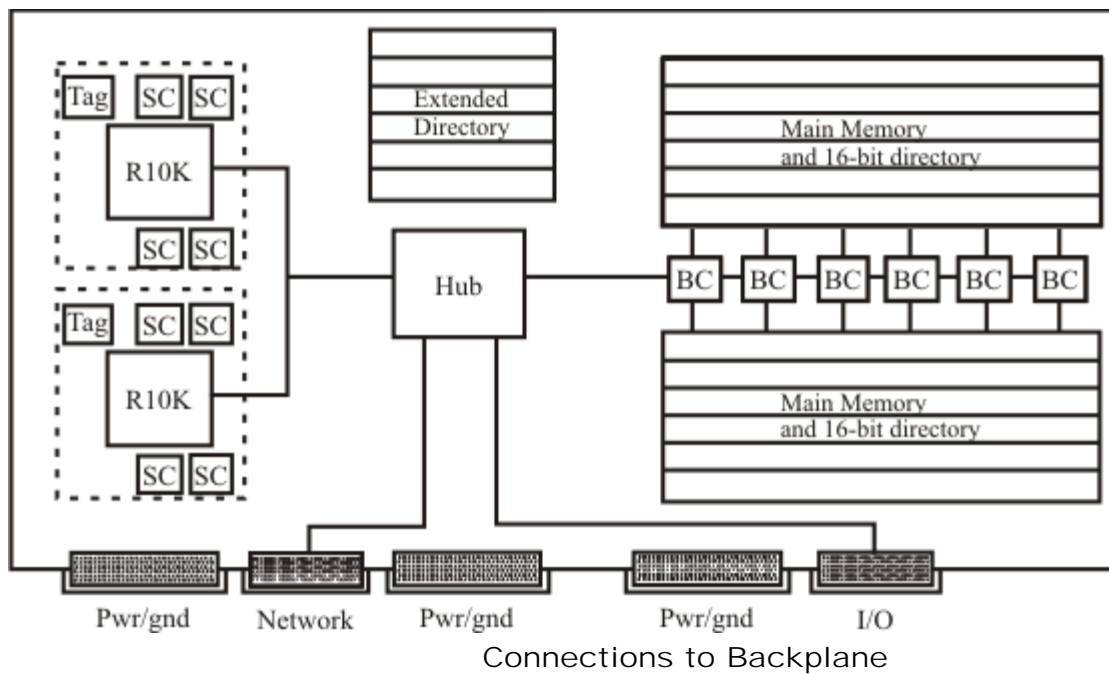 Tag
SC SC
R10K
SC SC
Tag
SC SC
R10K
SC SC
Extended
Directory
Hub
Main Memory
and 16-bit directory
BC BC BC BC BC BC
Main Memory
and 16-bit directory
Pwr/gnd Network Pwr/gnd Pwr/gnd I/O
Connections to Backplane